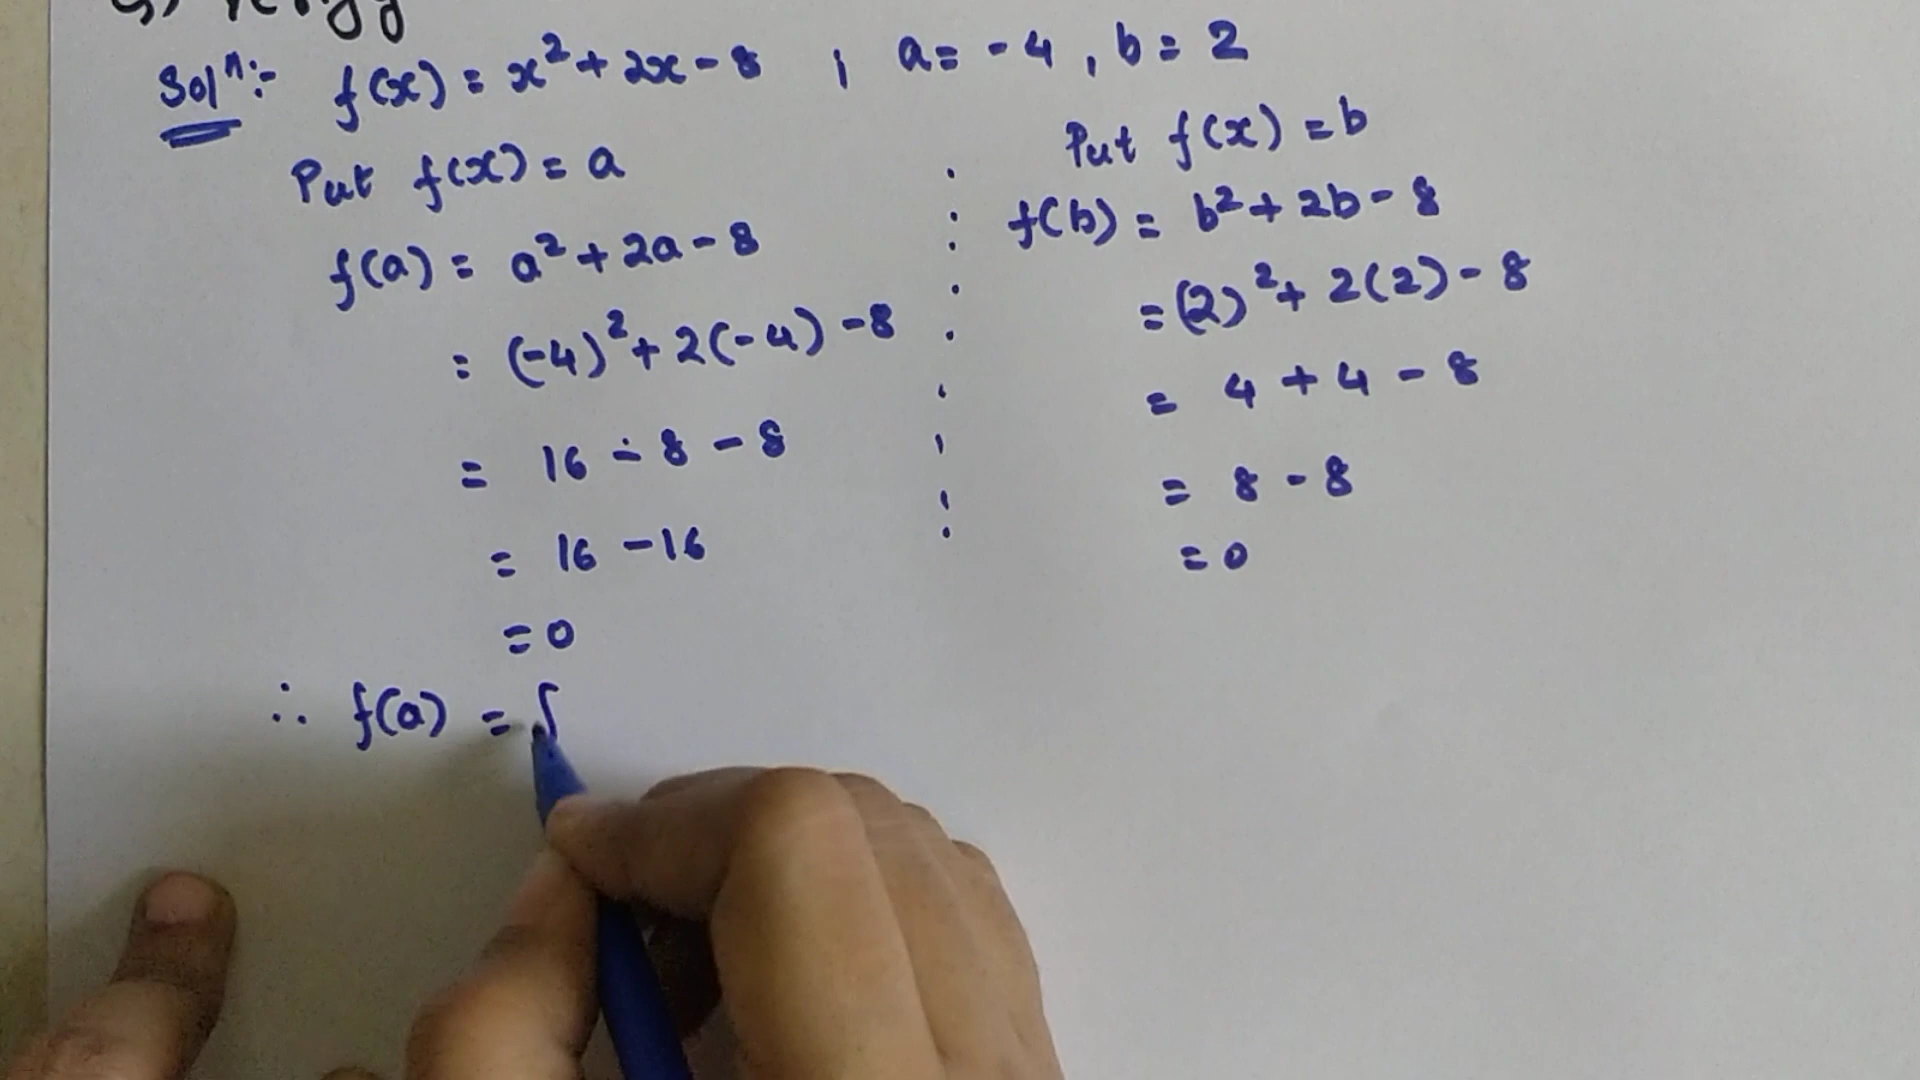 Solⁿ:- f(x) = x² + 2x - 8 ; a = -4, b = 2
Put f(x) = a
f(a) = a² + 2a - 8
= (-4)² + 2(-4) - 8
= 16 - 8 - 8
= 16 - 16
= 0
∴ f(a) =
Put f(x) = b
f(b) = b² + 2b - 8
= (2)² + 2(2) - 8
= 4 + 4 - 8
= 8 - 8
= 0